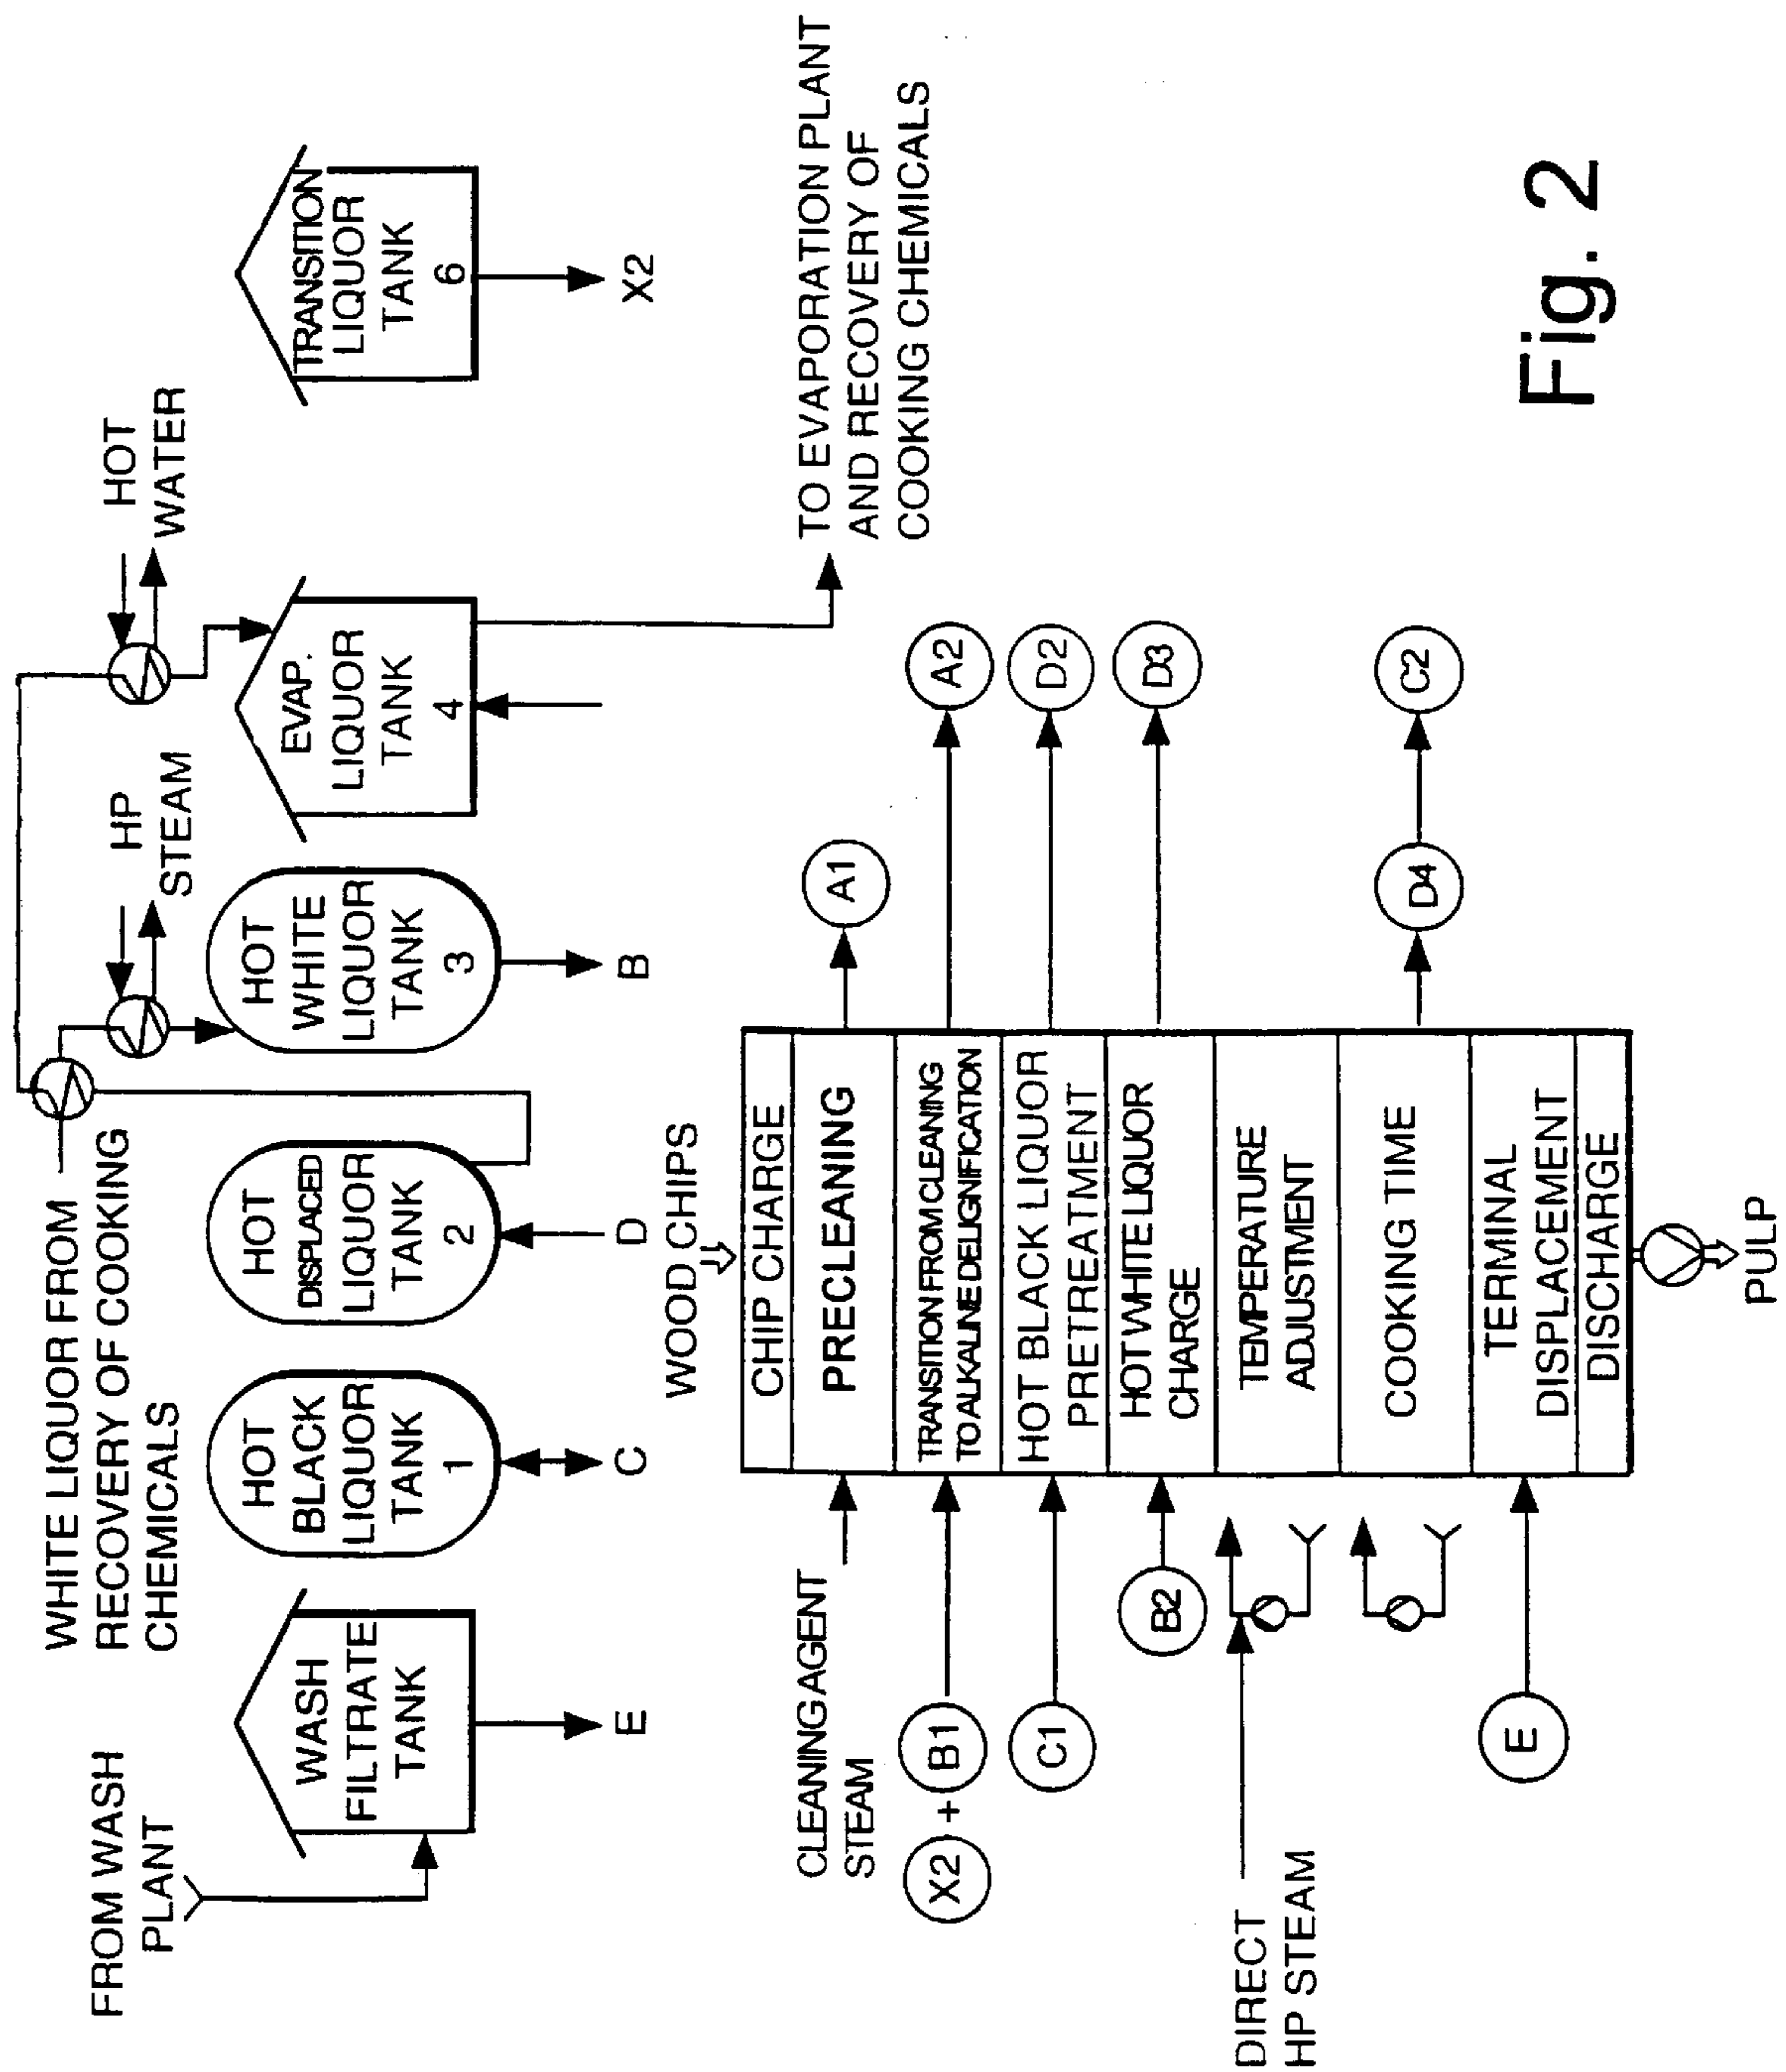 FROM WASH
PLANT
WHITE LIQUOR FROM
RECOVERY OF COOKING
CHEMICALS
HP
STEAM
HOT
WATER
WASH
FILTRATE
TANK
HOT
BLACK
LIQUOR
TANK
1
HOT
DISPLACED
LIQUOR
TANK
2
HOT
WHITE
LIQUOR
TANK
3
EVAP.
LIQUOR
TANK
4
TRANSITION
LIQUOR
TANK
6
E
C
D
B
X2
TO EVAPORATION PLANT
AND RECOVERY OF
COOKING CHEMICALS
WOOD CHIPS
CHIP CHARGE
CLEANING AGENT
STEAM
PRECLEANING
A1
X2 + B1
TRANSITION FROM CLEANING
TO ALKALINE DELIGNIFICATION
A2
C1
HOT BLACK LIQUOR
PRETREATMENT
D2
B2
HOT WHITE LIQUOR
CHARGE
D3
DIRECT
HP STEAM
TEMPERATURE
ADJUSTMENT
COOKING TIME
D4
C2
E
TERMINAL
DISPLACEMENT
DISCHARGE
PULP
Fig. 2